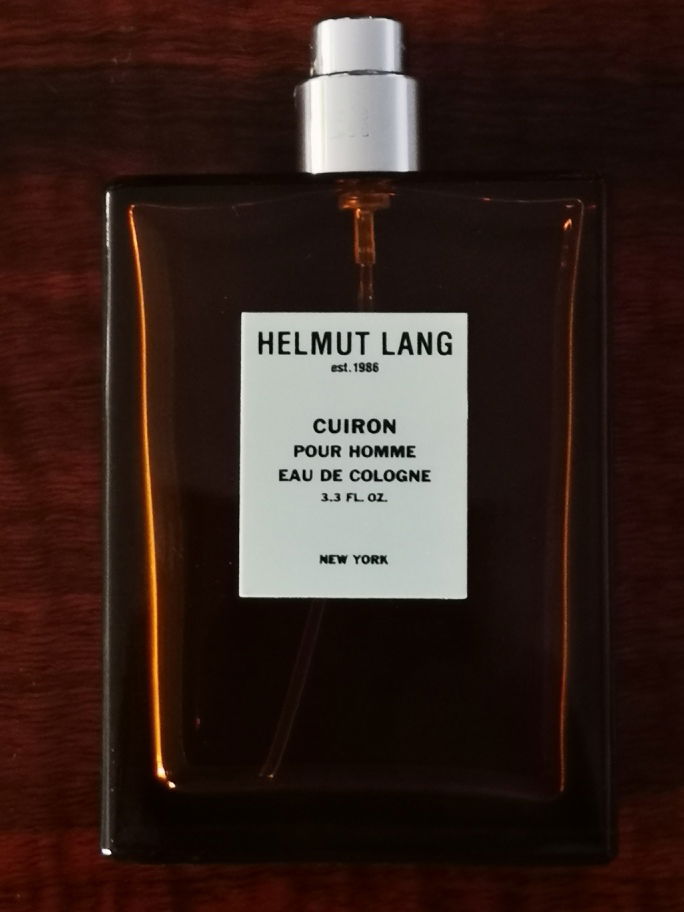 HELMUT LANG
est. 1986
CUIRON
POUR HOMME
EAU DE COLOGNE
3.3 FL. OZ.
NEW YORK